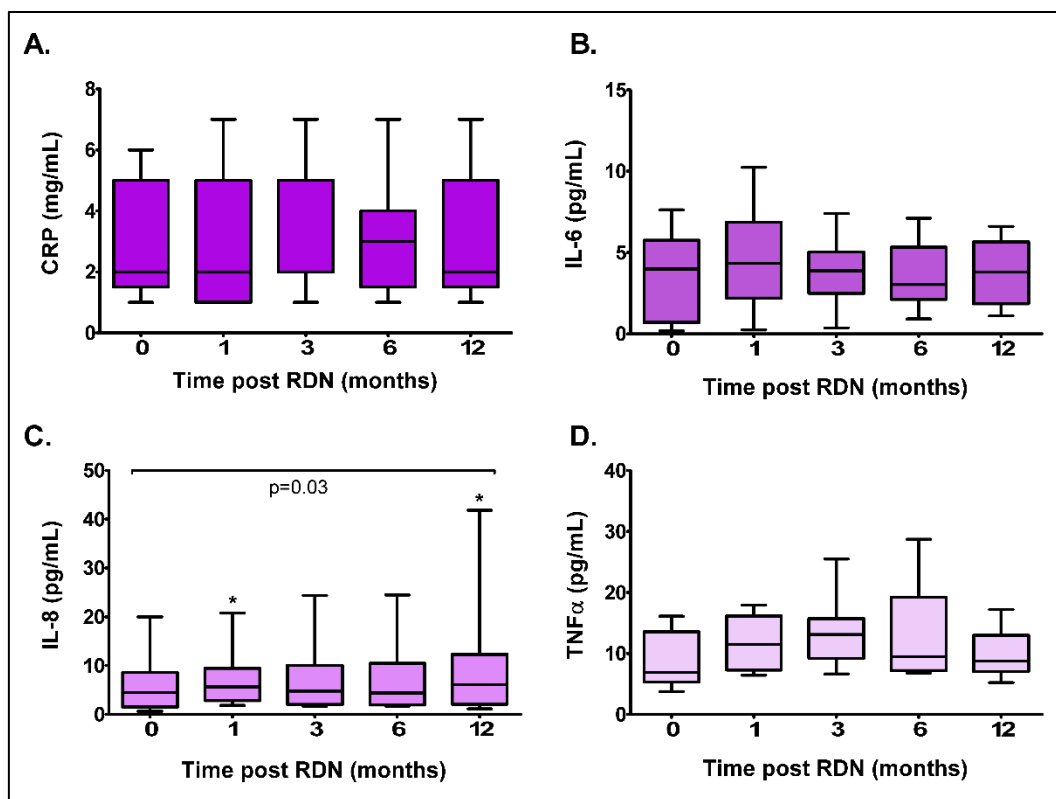 A.
CRP (mg/mL)
8
6
4
2
0
0 1 3 6 12
Time post RDN (months)
B.
IL-6 (pg/mL)
15
10
5
0
0 1 3 6 12
Time post RDN (months)
C.
IL-8 (pg/mL)
50
40
30
20
10
0
p=0.03
*
*
0 1 3 6 12
Time post RDN (months)
D.
TNFα (pg/mL)
40
30
20
10
0
0 1 3 6 12
Time post RDN (months)